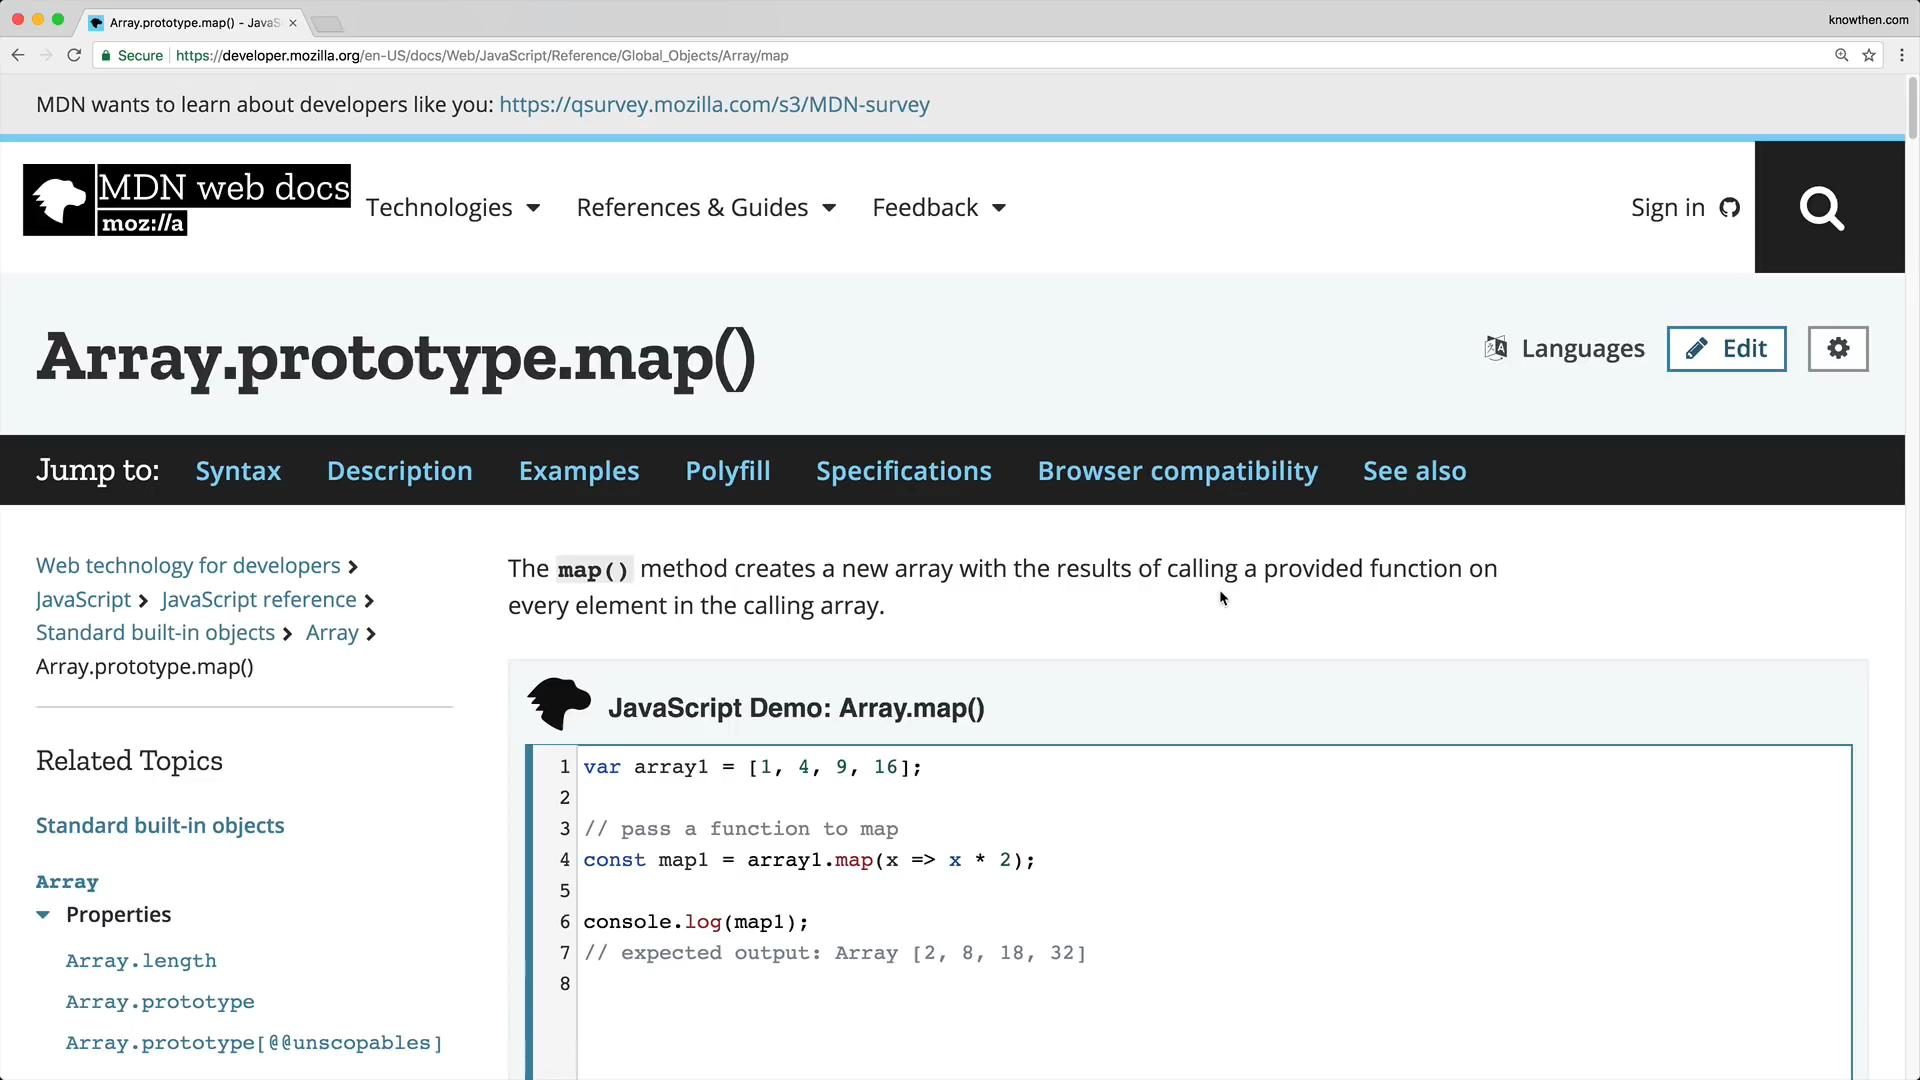 Array.prototype.map() - JavaS
knowthen.com
Secure
https://developer.mozilla.org/en-US/docs/Web/JavaScript/Reference/Global_Objects/Array/map
MDN wants to learn about developers like you: https://qsurvey.mozilla.com/s3/MDN-survey
MDN web docs
moz://a
Technologies
References & Guides
Feedback
Sign in
Array.prototype.map()
Languages
Edit
Jump to: Syntax Description Examples Polyfill Specifications Browser compatibility See also
Web technology for developers
JavaScript JavaScript reference
Standard built-in objects Array
Array.prototype.map()
Related Topics
Standard built-in objects
Array
Properties
Array.length
Array.prototype
Array.prototype[@@unscopables]
The map() method creates a new array with the results of calling a provided function on
every element in the calling array.
JavaScript Demo: Array.map()
1 var array1 = [1, 4, 9, 16];
2
3 // pass a function to map
4 const map1 = array1.map(x => x * 2);
5
6 console.log(map1);
7 // expected output: Array [2, 8, 18, 32]
8